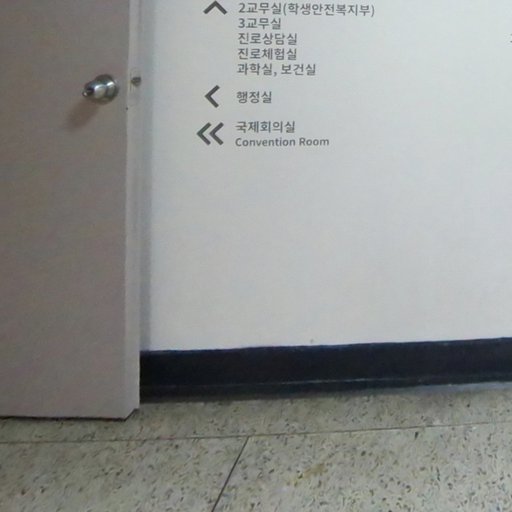 2교무실(학생안전복지부)
3교무실
진로상담실
진로체험실
과학실, 보건실
행정실
국제회의실
Convention Room